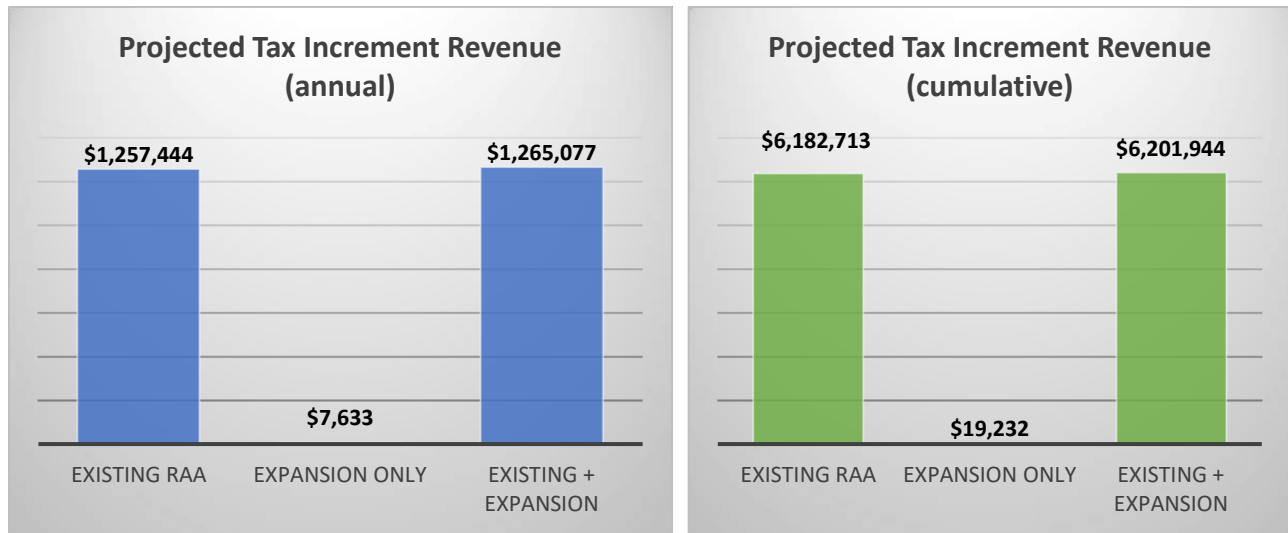 Projected Tax Increment Revenue
(annual)
$1,257,444
$7,633
$1,265,077
EXISTING RAA
EXPANSION ONLY
EXISTING +
EXPANSION
Projected Tax Increment Revenue
(cumulative)
$6,182,713
$19,232
$6,201,944
EXISTING RAA
EXPANSION ONLY
EXISTING +
EXPANSION